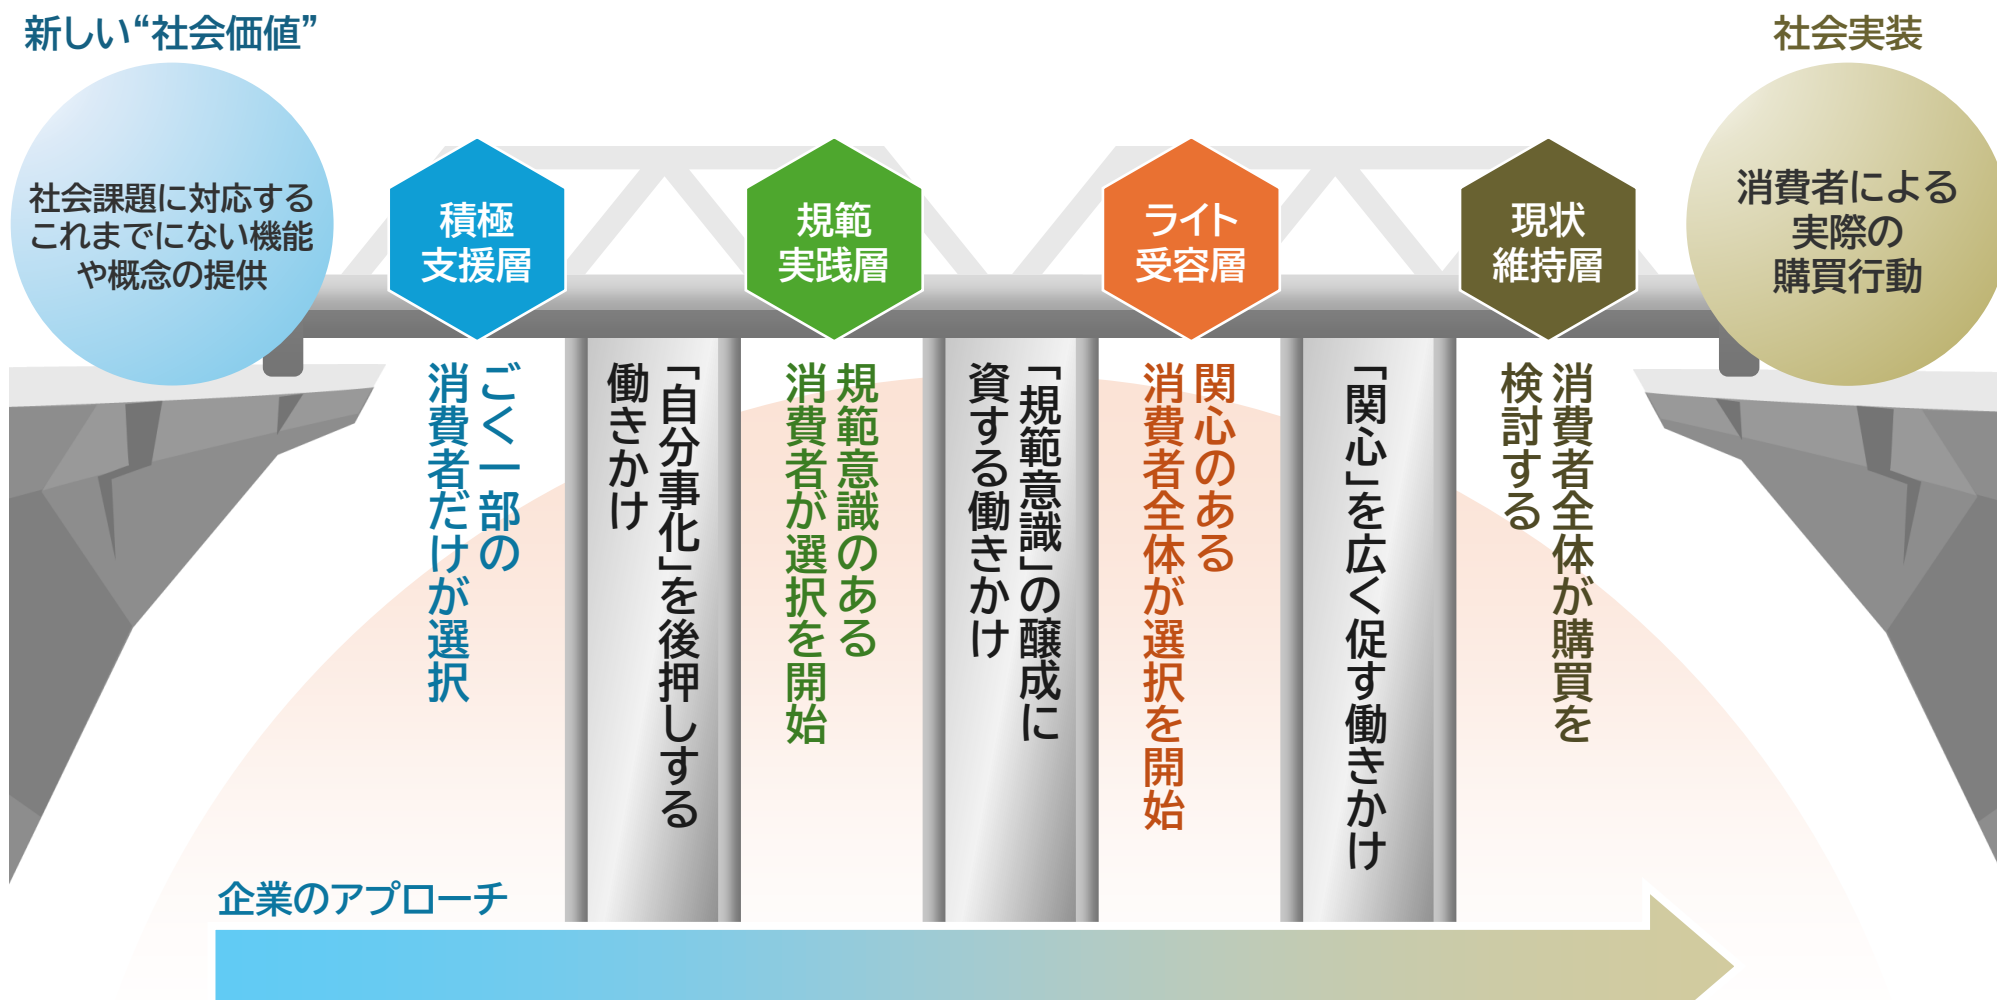 新しい“社会価値”
社会課題に対応する
これまでにない機能
や概念の提供
積極
支援層
規範
実践層
ライト
受容層
現状
維持層
社会実装
消費者による
実際の
購買行動
ごく一部の
消費者だけが選択
「自分事化」を後押しする
働きかけ
規範意識のある
消費者が選択を開始
「規範意識」の醸成に
資する働きかけ
関心のある
消費者全体が選択を開始
「関心」を広く促す働きかけ
消費者全体が購買を
検討する
企業のアプローチ